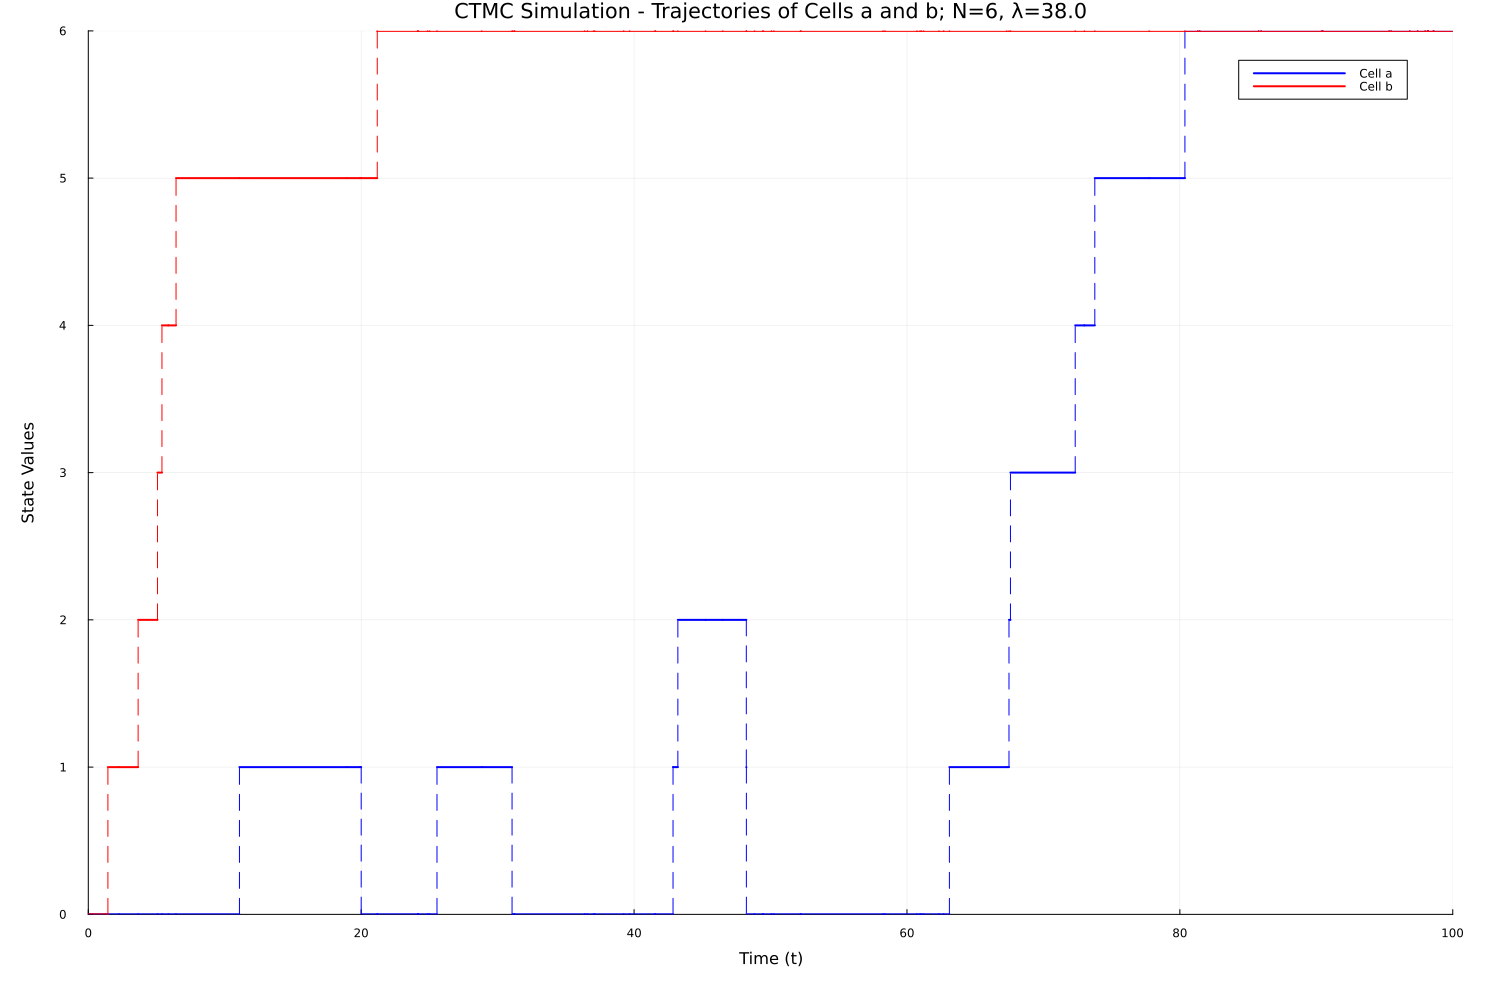 CTMC Simulation - Trajectories of Cells a and b; N=6, λ=38.0
6
Cell a
Cell b
5
4
State Values
3
2
1
0
0 20 40 60 80 100
Time (t)